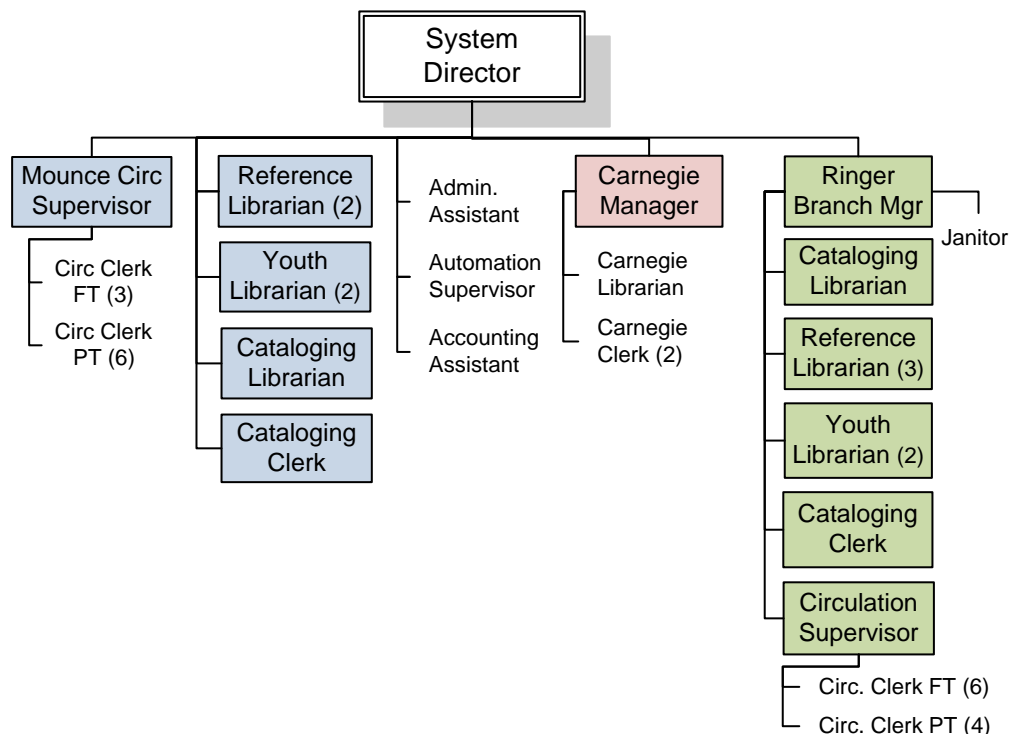 System
Director
Mounce Circ
Supervisor
Circ Clerk
FT (3)
Circ Clerk
PT (6)
Reference
Librarian (2)
Youth
Librarian (2)
Cataloging
Librarian
Cataloging
Clerk
Admin.
Assistant
Automation
Supervisor
Accounting
Assistant
Carnegie
Manager
Carnegie
Librarian
Carnegie
Clerk (2)
Ringer
Branch Mgr
Janitor
Cataloging
Librarian
Reference
Librarian (3)
Youth
Librarian (2)
Cataloging
Clerk
Circulation
Supervisor
Circ. Clerk FT (6)
Circ. Clerk PT (4)